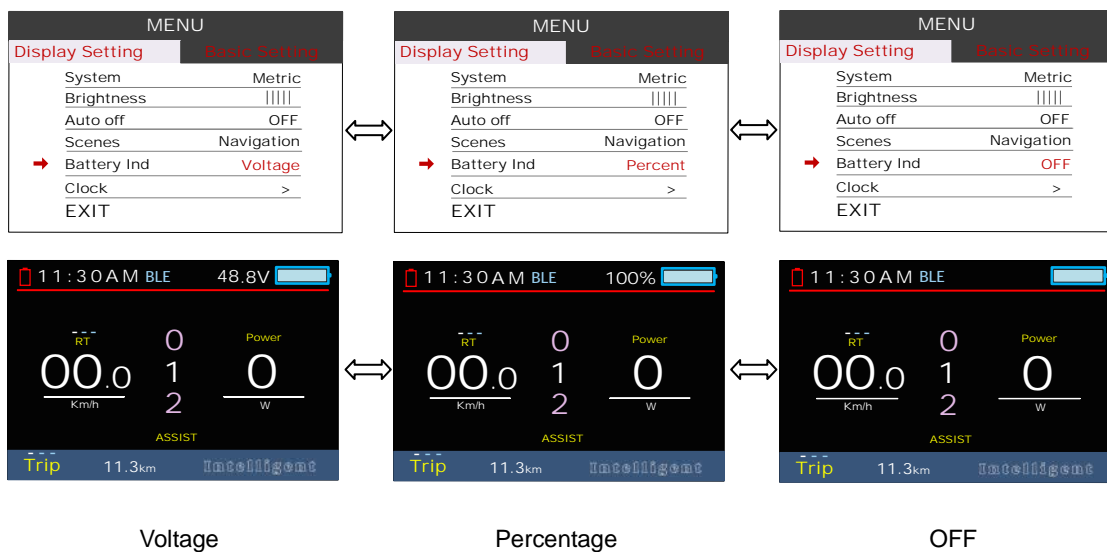 MENU
Display Setting Basic Setting
System Metric
Brightness |||||
Auto off OFF
Scenes Navigation
Battery Ind Voltage
Clock >
EXIT
MENU
Display Setting Basic Setting
System Metric
Brightness |||||
Auto off OFF
Scenes Navigation
Battery Ind Percent
Clock >
EXIT
MENU
Display Setting Basic Setting
System Metric
Brightness |||||
Auto off OFF
Scenes Navigation
Battery Ind OFF
Clock >
EXIT
11:30AM BLE 48.8V
RT 0 Power
00.0 1 0
Km/h 2 W
ASSIST
Trip 11.3km Intelligent
11:30AM BLE 100%
RT 0 Power
00.0 1 0
Km/h 2 W
ASSIST
Trip 11.3km Intelligent
11:30AM BLE
RT 0 Power
00.0 1 0
Km/h 2 W
ASSIST
Trip 11.3km Intelligent
Voltage Percentage OFF